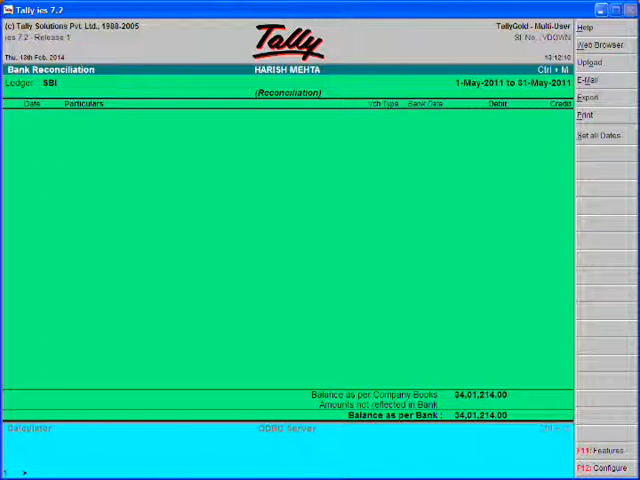 Tally ies 7.2
(c) Tally Solutions Pvt. Ltd., 1988-2005
ies 7.2 - Release 1
Thu, 13th Feb, 2014
Tally
TallyGold - Multi-User
13:12:10
Bank Reconciliation HARISH MEHTA Ctrl + M
Ledger: SBI 1-May-2011 to 31-May-2011
(Reconciliation)
Date Particulars Vch Type Bank Date Debit Credit
Balance as per Company Books 34,01,214.00
Amounts not reflected in Bank
Balance as per Bank : 34,01,214.00
Calculator ODBC Server
1 >
Help
Web Browser
Upload
E-Mail
Export
Print
Set all Dates
F11: Features
F12: Configure